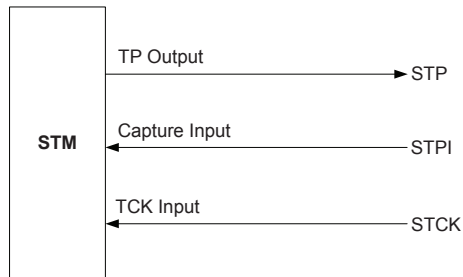 TP Output
STP
Capture Input
STM
STPI
TCK Input
STCK